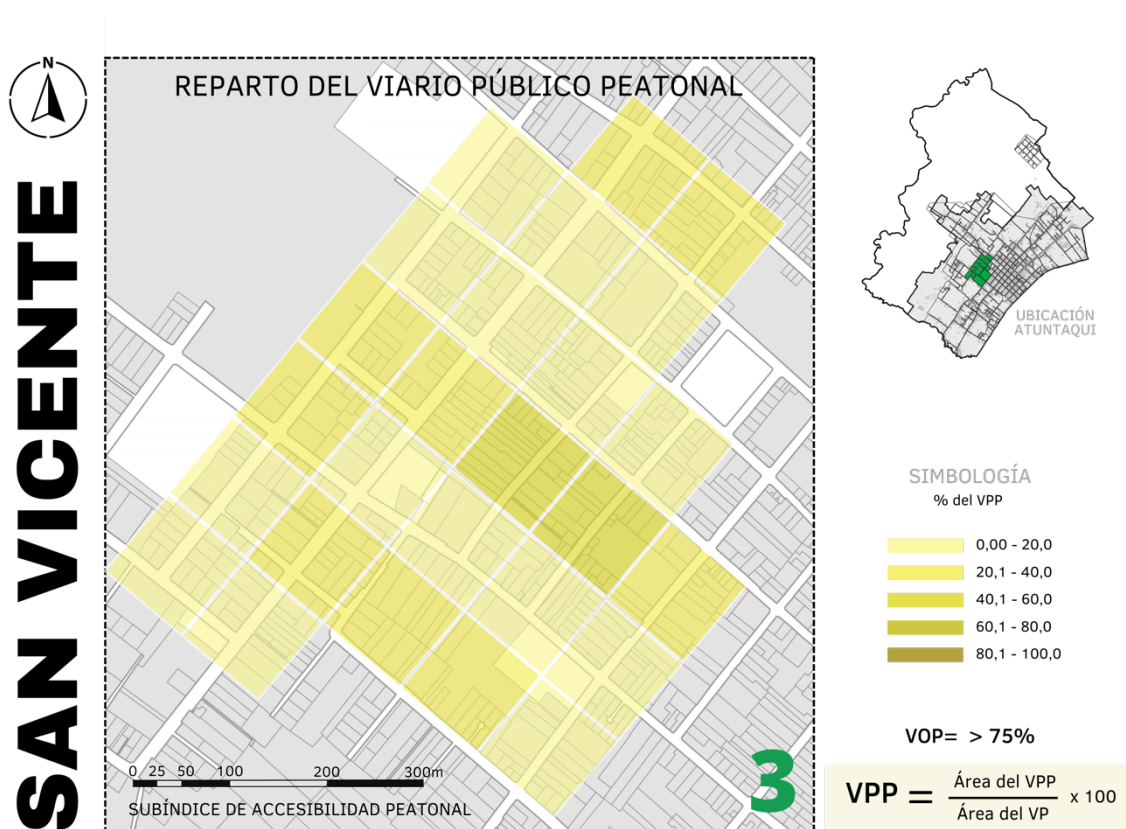 N
SAN VICENTE
REPARTO DEL VIARIO PÚBLICO PEATONAL
0 25 50 100 200 300m
SUBÍNDICE DE ACCESIBILIDAD PEATONAL
3
UBICACIÓN
ATUNTAQUI
SIMBOLOGÍA
% del VPP
0,00 - 20,0
20,1 - 40,0
40,1 - 60,0
60,1 - 80,0
80,1 - 100,0
VOP= > 75%
VPP = Área del VPP x 100
Área del VP